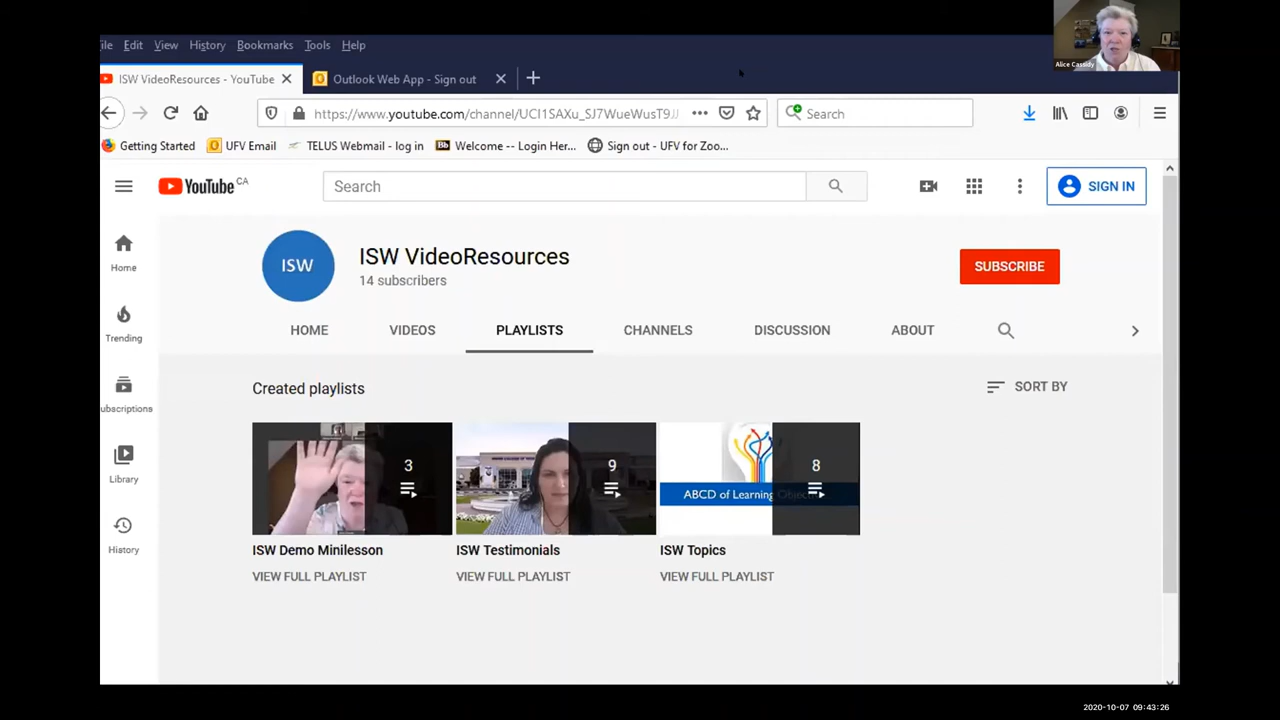 Alice Cassidy
ile Edit View History Bookmarks Tools Help
ISW VideoResources - YouTube Outlook Web App - Sign out
https://www.youtube.com/channel/UCI1SAXu_SJ7WueWusT9JJ Search
Getting Started UFV Email TELUS Webmail - log in Bb Welcome -- Login Her... Sign out - UFV for Zoo...
YouTube CA Search SIGN IN
ISW ISW VideoResources SUBSCRIBE
14 subscribers
Home
HOME VIDEOS PLAYLISTS CHANNELS DISCUSSION ABOUT
Trending
Created playlists SORT BY
ubscriptions
3 9 8
Library
ABCD of Learning Objec
History
ISW Demo Minilesson ISW Testimonials ISW Topics
VIEW FULL PLAYLIST VIEW FULL PLAYLIST VIEW FULL PLAYLIST
2020-10-07 09:43:26